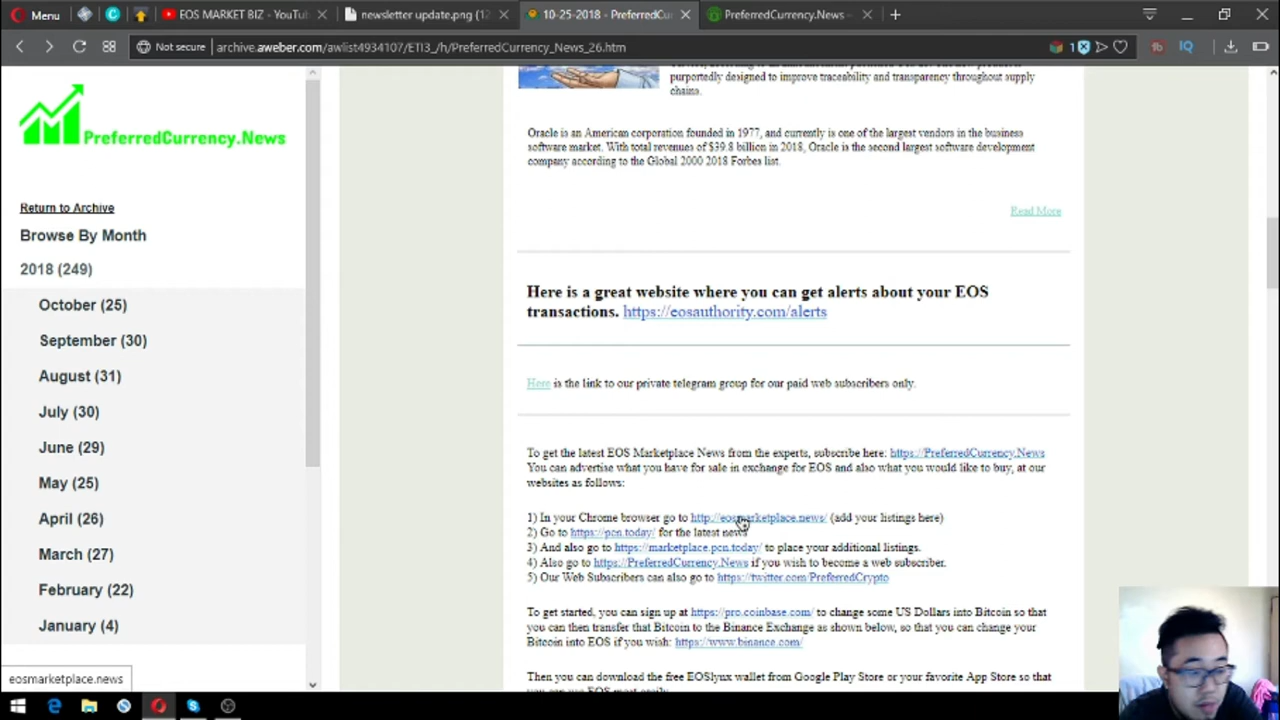 Menu
EOS MARKET BIZ - YouTu
newsletter update.png (12
10-25-2018 - PreferredCu
PreferredCurrency.News -
Not secure
archive.aweber.com/awlist4934107/ETI3_/h/PreferredCurrency_News_26.htm
1
IQ
PreferredCurrency.News
Return to Archive
Browse By Month
2018 (249)
October (25)
September (30)
August (31)
July (30)
June (29)
May (25)
April (26)
March (27)
February (22)
January (4)
eosmarketplace.news
purportedly designed to improve traceability and transparency throughout supply
chains.
Oracle is an American corporation founded in 1977, and currently is one of the largest vendors in the business
software market. With total revenues of $39.8 billion in 2018, Oracle is the second largest software development
company according to the Global 2000 2018 Forbes list.
Read More
Here is a great website where you can get alerts about your EOS
transactions. https://eosauthority.com/alerts
Here is the link to our private telegram group for our paid web subscribers only.
To get the latest EOS Marketplace News from the experts, subscribe here: https://PreferredCurrency.News
You can advertise what you have for sale in exchange for EOS and also what you would like to buy, at our
websites as follows:
1) In your Chrome browser go to http://eosmarketplace.news/ (add your listings here)
2) Go to https://pcn.today/ for the latest news
3) And also go to https://marketplace.pcn.today/ to place your additional listings.
4) Also go to https://PreferredCurrency.News if you wish to become a web subscriber.
5) Our Web Subscribers can also go to https://twitter.com/PreferredCrypto
To get started, you can sign up at https://pro.coinbase.com/ to change some US Dollars into Bitcoin so that
you can then transfer that Bitcoin to the Binance Exchange as shown below, so that you can change your
Bitcoin into EOS if you wish: https://www.binance.com/
Then you can download the free EOSlynx wallet from Google Play Store or your favorite App Store so that